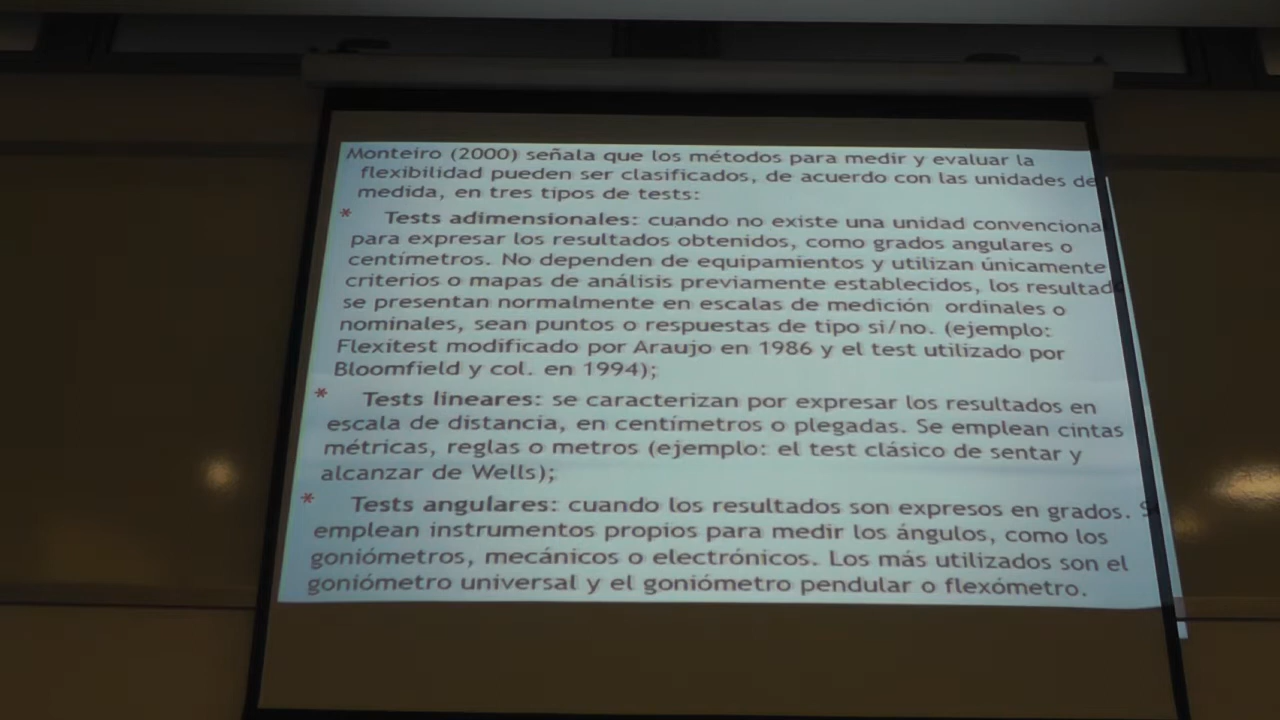 Monteiro (2000) señala que los métodos para medir y evaluar la
flexibilidad pueden ser clasificados, de acuerdo con las unidades de
medida, en tres tipos de tests:
* Tests adimensionales: cuando no existe una unidad convencional
para expresar los resultados obtenidos, como grados angulares o
centímetros. No dependen de equipamientos y utilizan únicamente
criterios o mapas de análisis previamente establecidos, los resultado
se presentan normalmente en escalas de medición ordinales o
nominales, sean puntos o respuestas de tipo si/no. (ejemplo:
Flexitest modificado por Araujo en 1986 y el test utilizado por
Bloomfield y col. en 1994);
* Tests lineares: se caracterizan por expresar los resultados en
escala de distancia, en centímetros o plegadas. Se emplean cintas
métricas, reglas o metros (ejemplo: el test clásico de sentar y
alcanzar de Wells);
* Tests angulares: cuando los resultados son expresos en grados.
emplean instrumentos propios para medir los ángulos, como los
goniómetros, mecánicos o electrónicos. Los más utilizados son el
goniómetro universal y el goniómetro pendular o flexómetro.